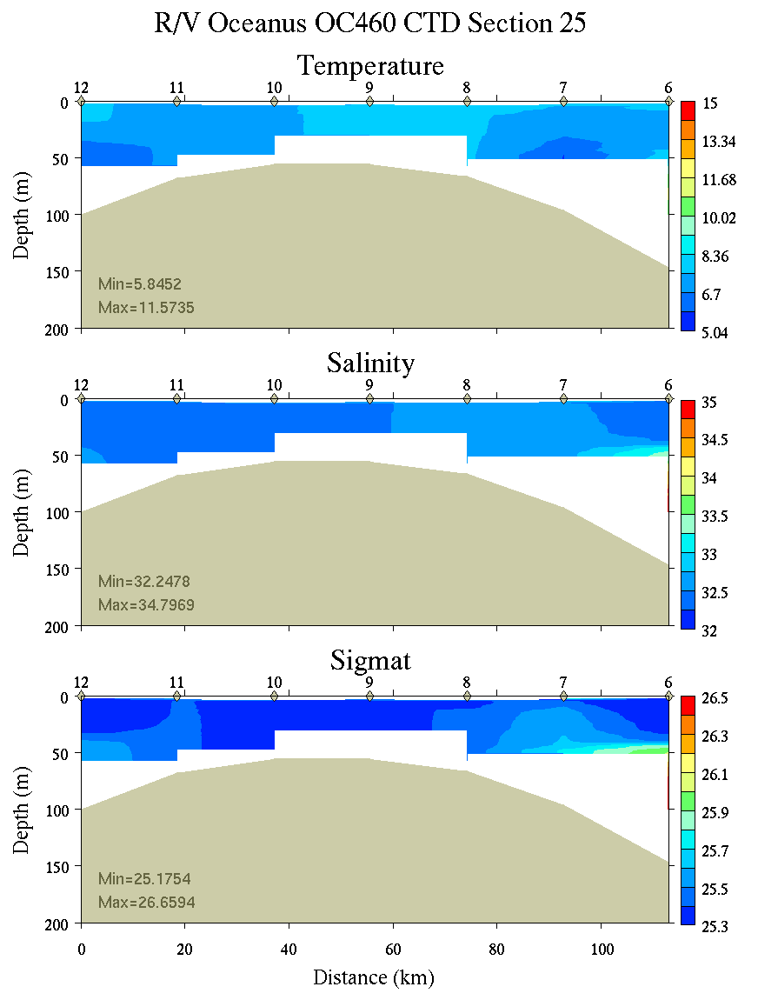 R/V Oceanus OC460 CTD Section 25
Temperature
12 11 10 9 8 7 6
0
50
100
150
200
Depth (m)
Min=5.8452
Max=11.5735
15
13.34
11.68
10.02
8.36
6.7
5.04
Salinity
12 11 10 9 8 7 6
0
50
100
150
200
Depth (m)
Min=32.2478
Max=34.7969
35
34.5
34
33.5
33
32.5
32
Sigmat
12 11 10 9 8 7 6
0
50
100
150
200
Depth (m)
Min=25.1754
Max=26.6594
26.5
26.3
26.1
25.9
25.7
25.5
25.3
0 20 40 60 80 100
Distance (km)